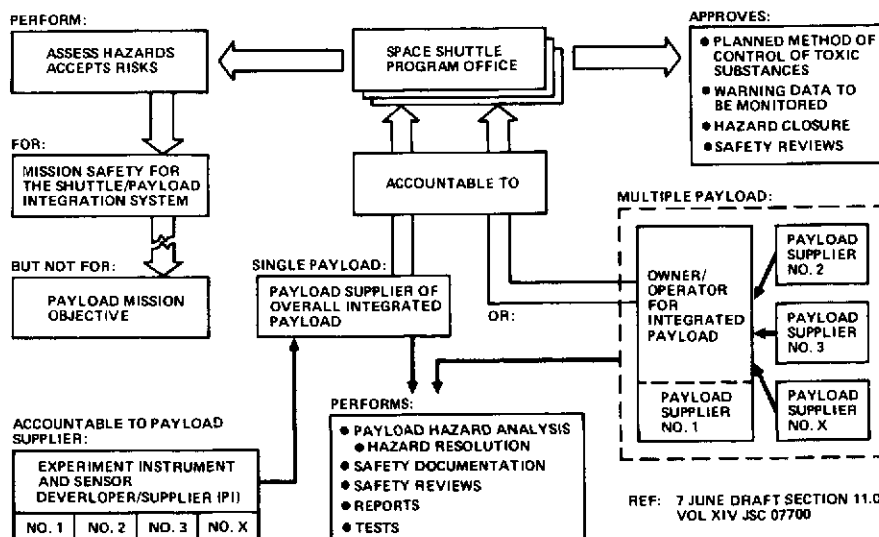 PERFORM:
ASSESS HAZARDS
ACCEPTS RISKS
FOR:
MISSION SAFETY FOR
THE SHUTTLE/PAYLOAD
INTEGRATION SYSTEM
BUT NOT FOR:
PAYLOAD MISSION
OBJECTIVE
SPACE SHUTTLE
PROGRAM OFFICE
ACCOUNTABLE TO
APPROVES:
● PLANNED METHOD OF
CONTROL OF TOXIC
SUBSTANCES
● WARNING DATA TO
BE MONITORED
● HAZARD CLOSURE
● SAFETY REVIEWS
SINGLE PAYLOAD:
PAYLOAD SUPPLIER OF
OVERALL INTEGRATED
PAYLOAD
OR:
MULTIPLE PAYLOAD:
OWNER/
OPERATOR
FOR
INTEGRATED
PAYLOAD
PAYLOAD
SUPPLIER
NO. 1
PAYLOAD
SUPPLIER
NO. 2
PAYLOAD
SUPPLIER
NO. 3
PAYLOAD
SUPPLIER
NO. X
ACCOUNTABLE TO PAYLOAD
SUPPLIER:
EXPERIMENT INSTRUMENT
AND SENSOR
DEVERLOPER/SUPPLIER (PI)
NO. 1 NO. 2 NO. 3 NO. X
PERFORMS:
● PAYLOAD HAZARD ANALYSIS
● HAZARD RESOLUTION
● SAFETY DOCUMENTATION
● SAFETY REVIEWS
● REPORTS
● TESTS
REF: 7 JUNE DRAFT SECTION 11.0
VOL XIV JSC 07700